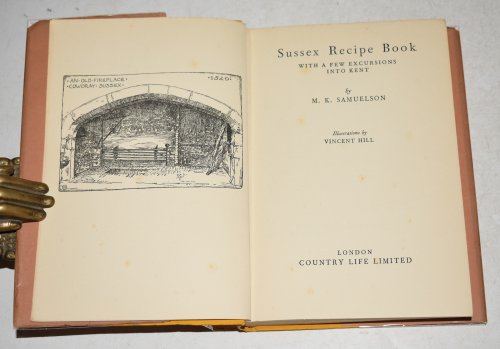 ·AN·OLD·FIREPLACE·
COWDRAY·SUSSEX·
·1520·
Sussex Recipe Book
WITH A FEW EXCURSIONS
INTO KENT
by
M. K. SAMUELSON
Illustrations by
VINCENT HILL
LONDON
COUNTRY LIFE LIMITED